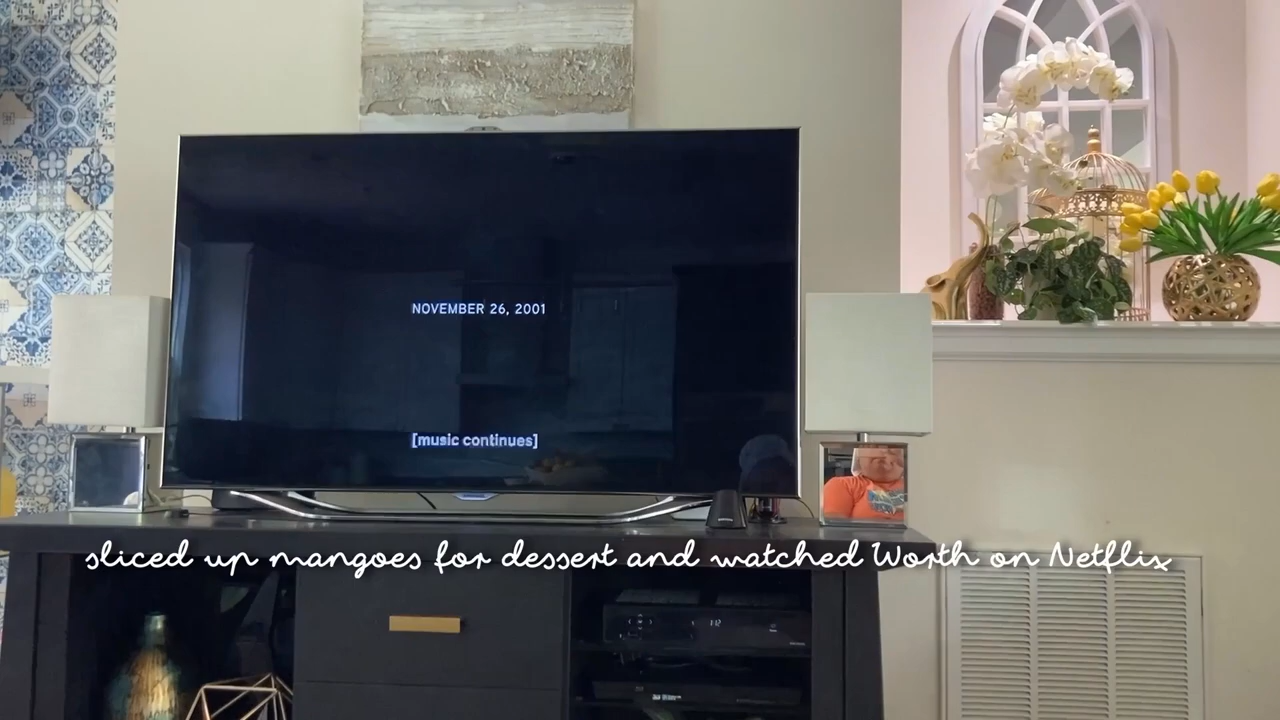 NOVEMBER 26, 2001
[music continues]
sliced up mangoes for dessert and watched Worth on Netflix